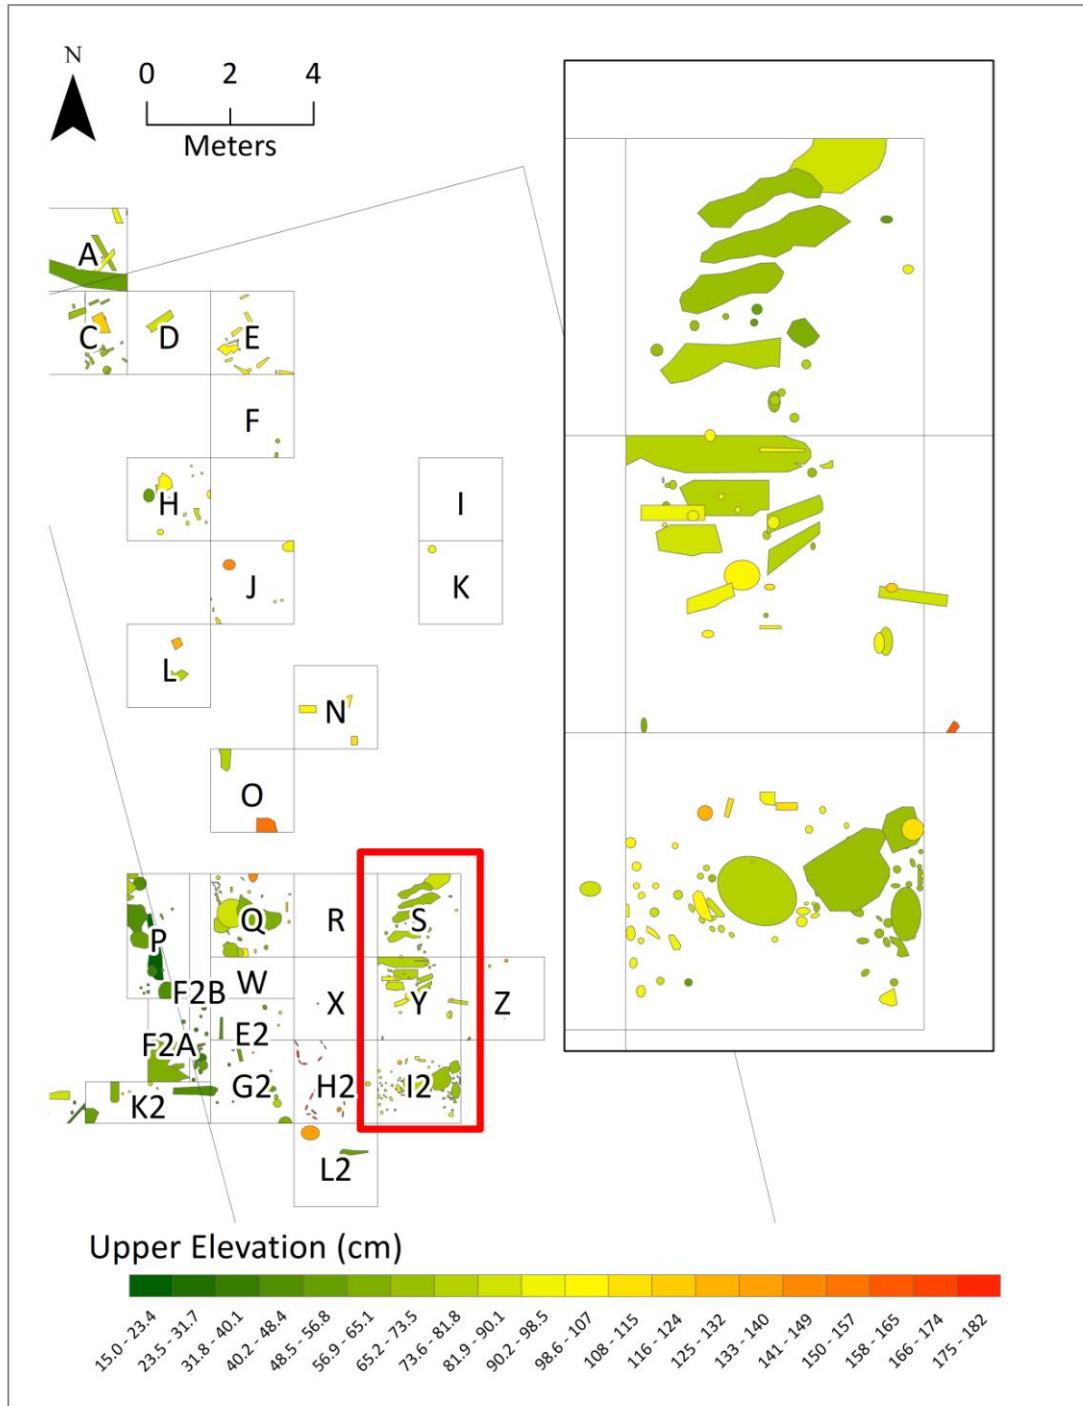 N
0 2 4
Meters
A
C D E
F
H I
J K
L
N
O
P Q R S
F2B W X Y Z
F2A E2
K2 G2 H2 I2
L2
Upper Elevation (cm)
15.0 - 23.4
23.5 - 31.7
31.8 - 40.1
40.2 - 48.4
48.5 - 56.8
56.9 - 65.1
65.2 - 73.5
73.6 - 81.8
81.9 - 90.1
90.2 - 98.5
98.6 - 107
108 - 115
116 - 124
125 - 132
133 - 140
141 - 149
150 - 157
158 - 165
166 - 174
175 - 182